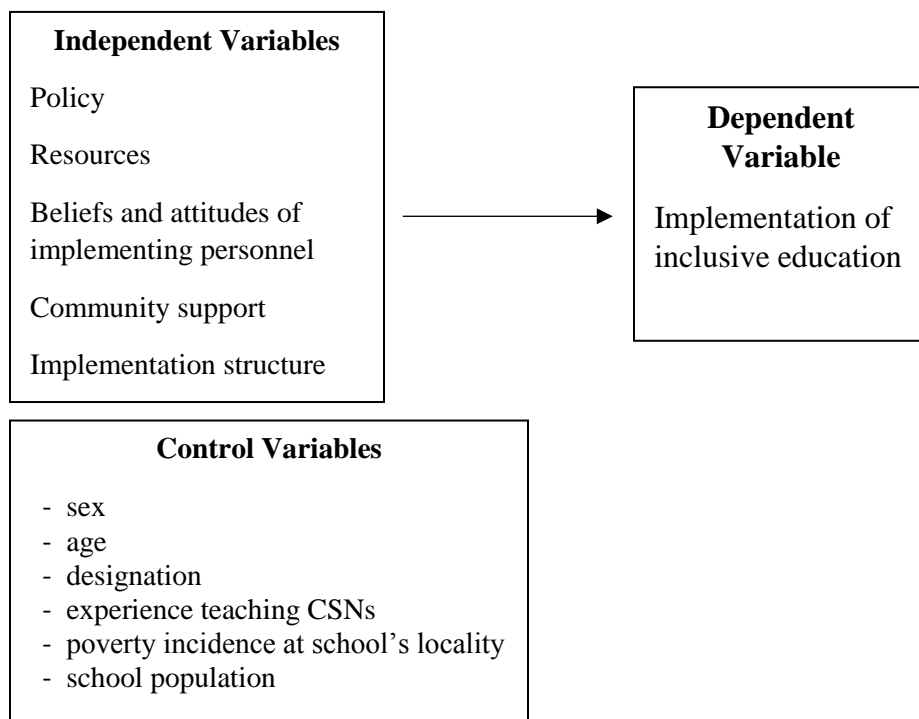 Independent Variables
Policy
Resources
Beliefs and attitudes of
implementing personnel
Community support
Implementation structure
Dependent
Variable
Implementation of
inclusive education
Control Variables
- sex
- age
- designation
- experience teaching CSNs
- poverty incidence at school’s locality
- school population